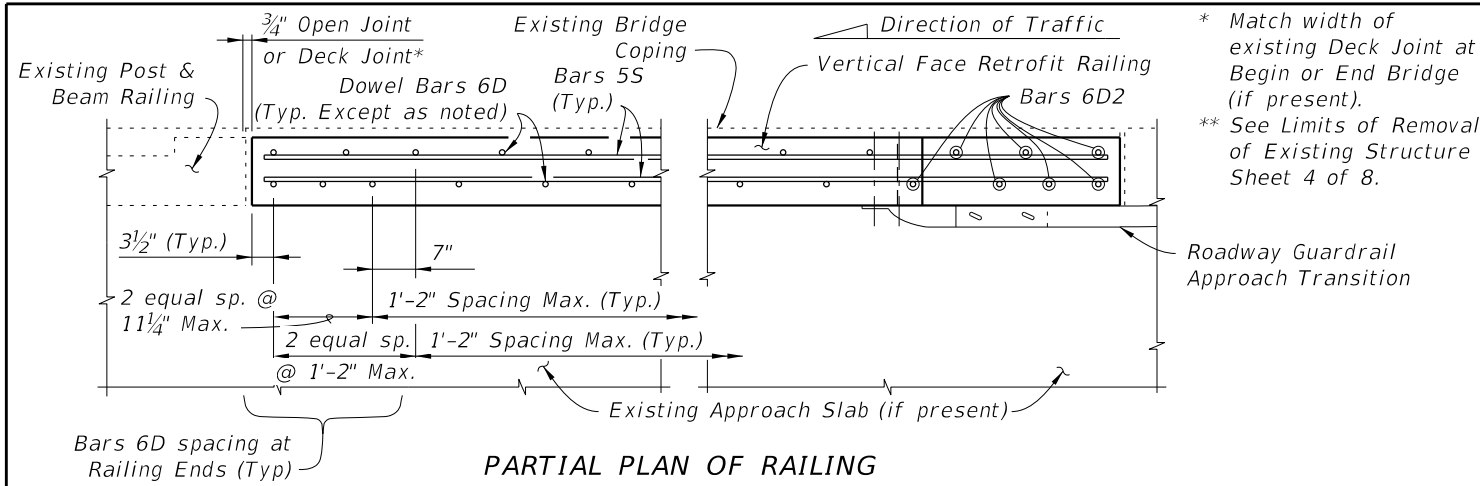 ¾" Open Joint
or Deck Joint*
Existing Post &
Beam Railing
Dowel Bars 6D
(Typ. Except as noted)
Existing Bridge
Coping
Bars 5S
(Typ.)
Direction of Traffic
Vertical Face Retrofit Railing
Bars 6D2
* Match width of
existing Deck Joint at
Begin or End Bridge
(if present).
** See Limits of Removal
of Existing Structure
Sheet 4 of 8.
3½" (Typ.)
7"
2 equal sp. @
11¼" Max.
1'-2" Spacing Max. (Typ.)
2 equal sp.
@ 1'-2" Max.
1'-2" Spacing Max. (Typ.)
Roadway Guardrail
Approach Transition
Existing Approach Slab (if present)
Bars 6D spacing at
Railing Ends (Typ)
PARTIAL PLAN OF RAILING